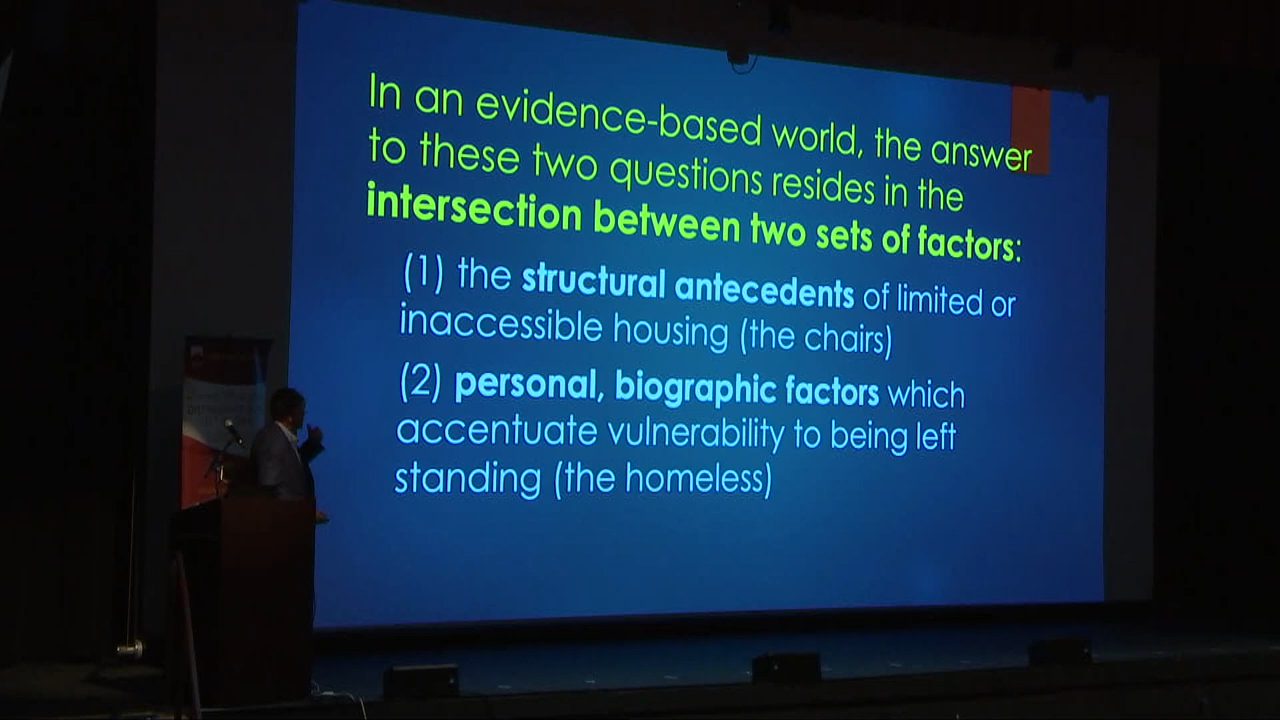 In an evidence-based world, the answer
to these two questions resides in the
intersection between two sets of factors:
(1) the structural antecedents of limited or
inaccessible housing (the chairs)
(2) personal, biographic factors which
accentuate vulnerability to being left
standing (the homeless)